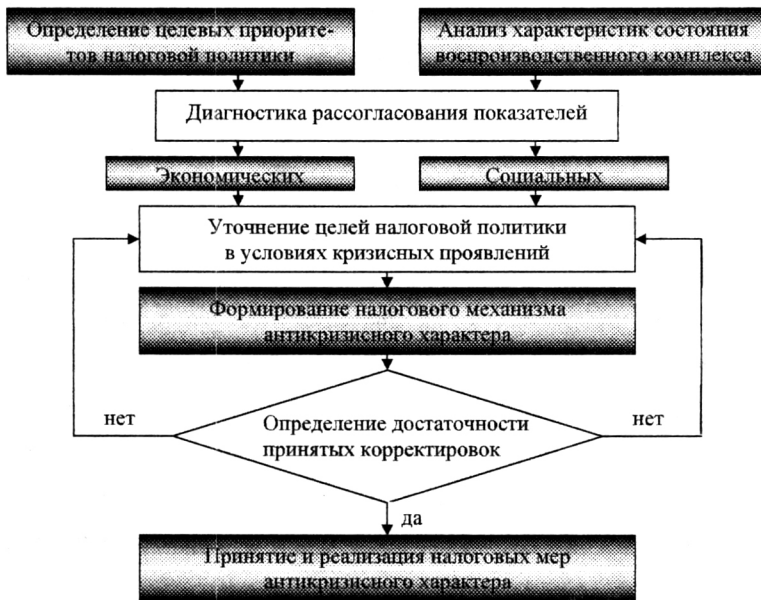 Определение целевых приорите-
тов налоговой политики
Анализ характеристик состояния
воспроизводственного комплекса
Диагностика рассогласования показателей
Экономических
Социальных
Уточнение целей налоговой политики
в условиях кризисных проявлений
Формирование налогового механизма
антикризисного характера
нет
Определение достаточности
принятых корректировок
нет
да
Принятие и реализация налоговых мер
антикризисного характера